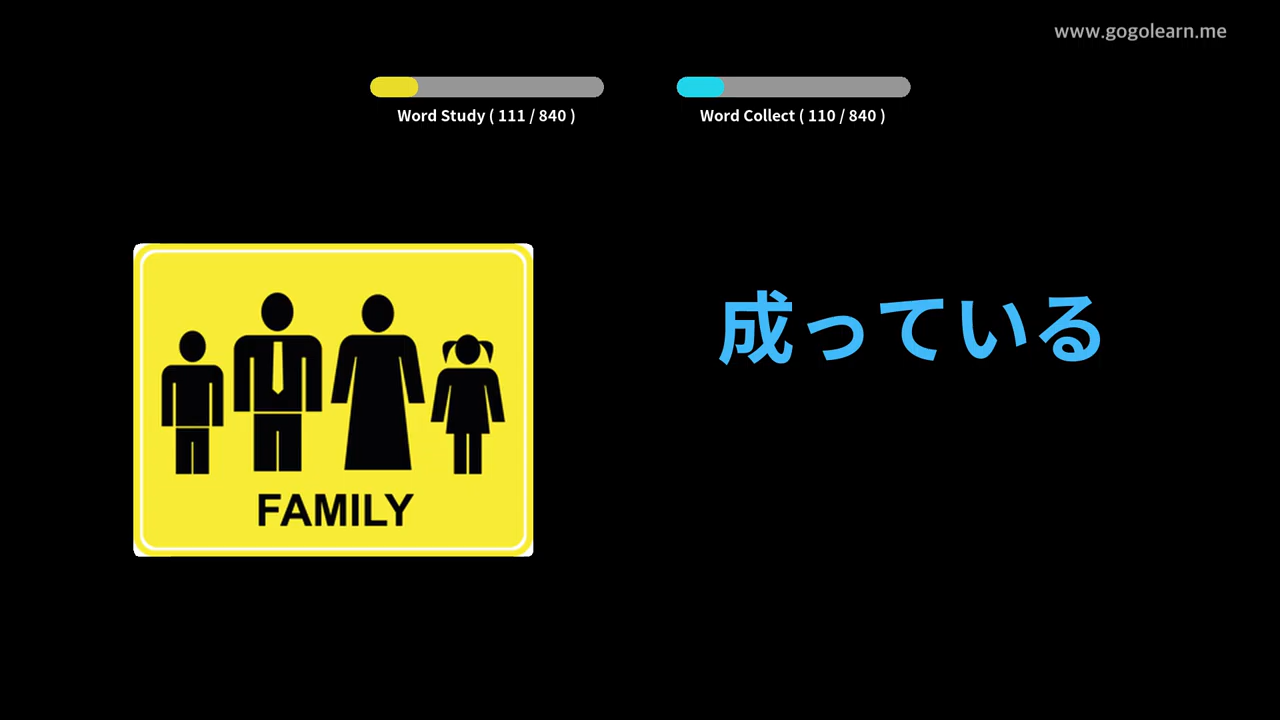 www.gogolearn.me
Word Study ( 111 / 840 )
Word Collect ( 110 / 840 )
成っている
FAMILY